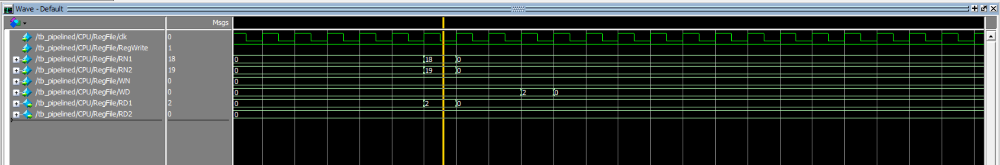 Wave - Default
Msgs
/tb_pipelined/CPU/RegFile/clk 0
/tb_pipelined/CPU/RegFile/RegWrite 1
/tb_pipelined/CPU/RegFile/RN1 18 0 18 0
/tb_pipelined/CPU/RegFile/RN2 19 0 19 0
/tb_pipelined/CPU/RegFile/WN 0 0
/tb_pipelined/CPU/RegFile/WD 0 0 2 0
/tb_pipelined/CPU/RegFile/RD1 2 0 2 0
/tb_pipelined/CPU/RegFile/RD2 0 0